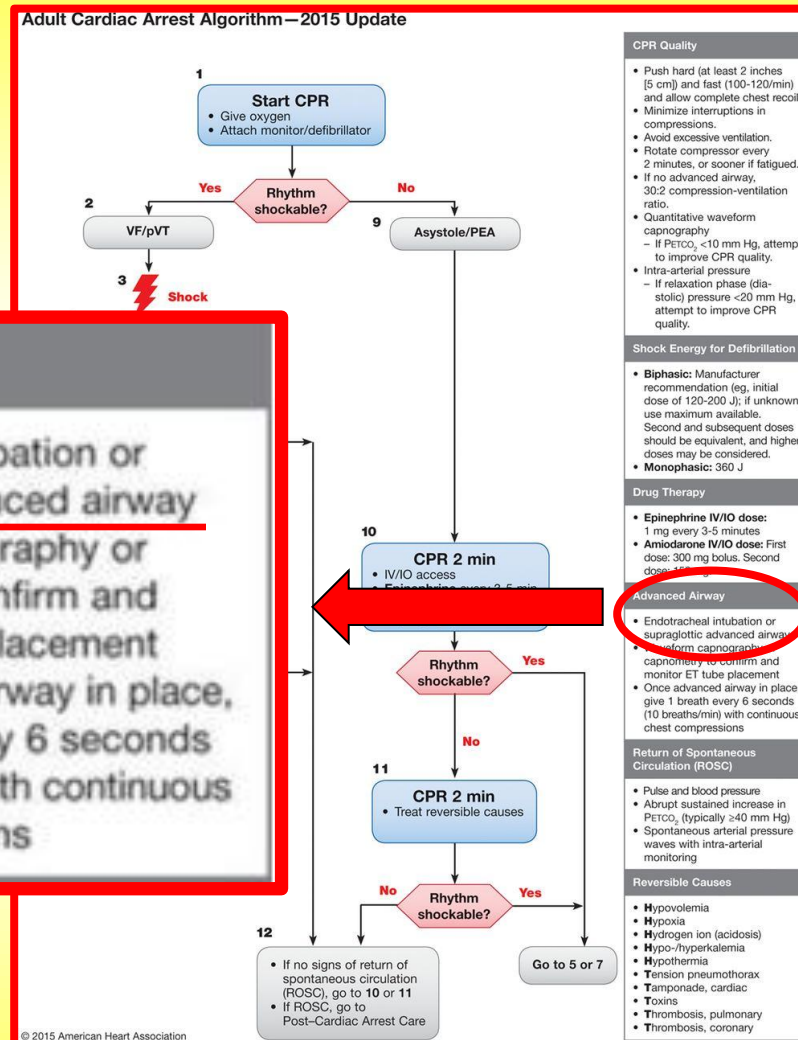 Adult Cardiac Arrest Algorithm—2015 Update
1
Start CPR
• Give oxygen
• Attach monitor/defibrillator
Yes
Rhythm
shockable?
No
2
VF/pVT
9
Asystole/PEA
3
Shock
or
airway
or
and
in place,
6 seconds
continuous
10
CPR 2 min
• IV/IO access
• Epinephrine every 3-5 min
Rhythm
shockable?
Yes
No
11
CPR 2 min
• Treat reversible causes
No
Rhythm
shockable?
Yes
12
• If no signs of return of
spontaneous circulation
(ROSC), go to 10 or 11
• If ROSC, go to
Post–Cardiac Arrest Care
Go to 5 or 7
© 2015 American Heart Association
CPR Quality
• Push hard (at least 2 inches
[5 cm]) and fast (100-120/min)
and allow complete chest recoil.
• Minimize interruptions in
compressions.
• Avoid excessive ventilation.
• Rotate compressor every
2 minutes, or sooner if fatigued.
• If no advanced airway,
30:2 compression-ventilation
ratio.
• Quantitative waveform
capnography
– If PETCO₂ <10 mm Hg, attempt
to improve CPR quality.
• Intra-arterial pressure
– If relaxation phase (dia-
stolic) pressure <20 mm Hg,
attempt to improve CPR
quality.
Shock Energy for Defibrillation
• Biphasic: Manufacturer
recommendation (eg, initial
dose of 120-200 J); if unknown,
use maximum available.
Second and subsequent doses
should be equivalent, and higher
doses may be considered.
• Monophasic: 360 J
Drug Therapy
• Epinephrine IV/IO dose:
1 mg every 3-5 minutes
• Amiodarone IV/IO dose: First
dose: 300 mg bolus. Second
dose:
Advanced Airway
• Endotracheal intubation or
supraglottic advanced airway
• Waveform capnography
capnometry to confirm and
monitor ET tube placement
• Once advanced airway in place,
give 1 breath every 6 seconds
(10 breaths/min) with continuous
chest compressions
Return of Spontaneous
Circulation (ROSC)
• Pulse and blood pressure
• Abrupt sustained increase in
PETCO₂ (typically ≥40 mm Hg)
• Spontaneous arterial pressure
waves with intra-arterial
monitoring
Reversible Causes
• Hypovolemia
• Hypoxia
• Hydrogen ion (acidosis)
• Hypo-/hyperkalemia
• Hypothermia
• Tension pneumothorax
• Tamponade, cardiac
• Toxins
• Thrombosis, pulmonary
• Thrombosis, coronary